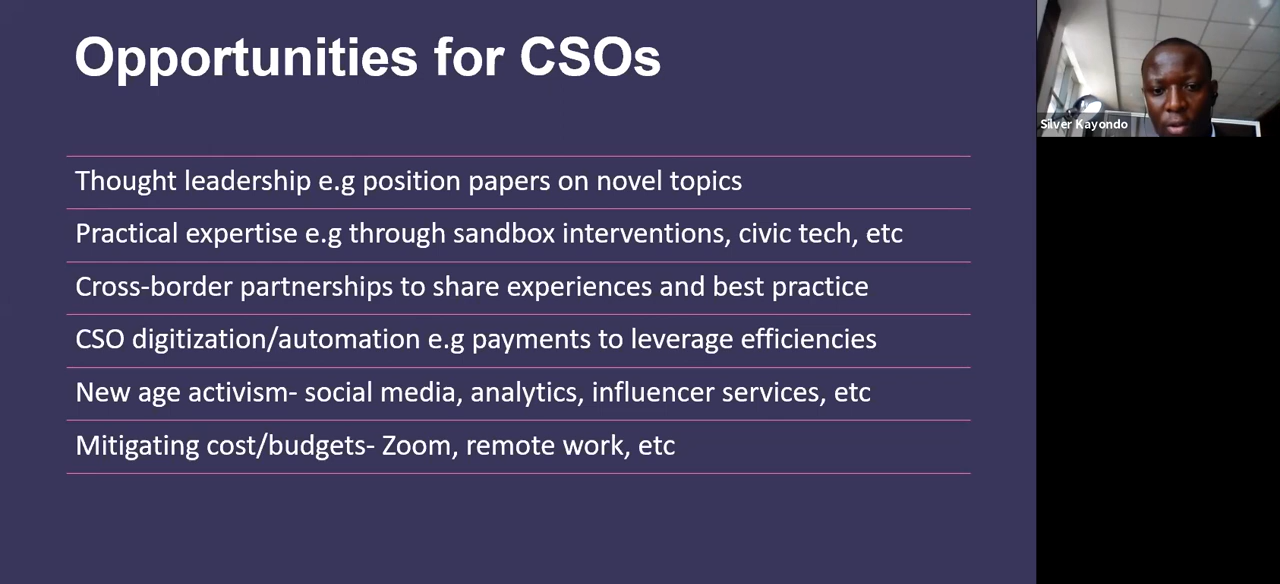 Opportunities for CSOs
Thought leadership e.g position papers on novel topics
Practical expertise e.g through sandbox interventions, civic tech, etc
Cross-border partnerships to share experiences and best practice
CSO digitization/automation e.g payments to leverage efficiencies
New age activism- social media, analytics, influencer services, etc
Mitigating cost/budgets- Zoom, remote work, etc
Silver Kayondo